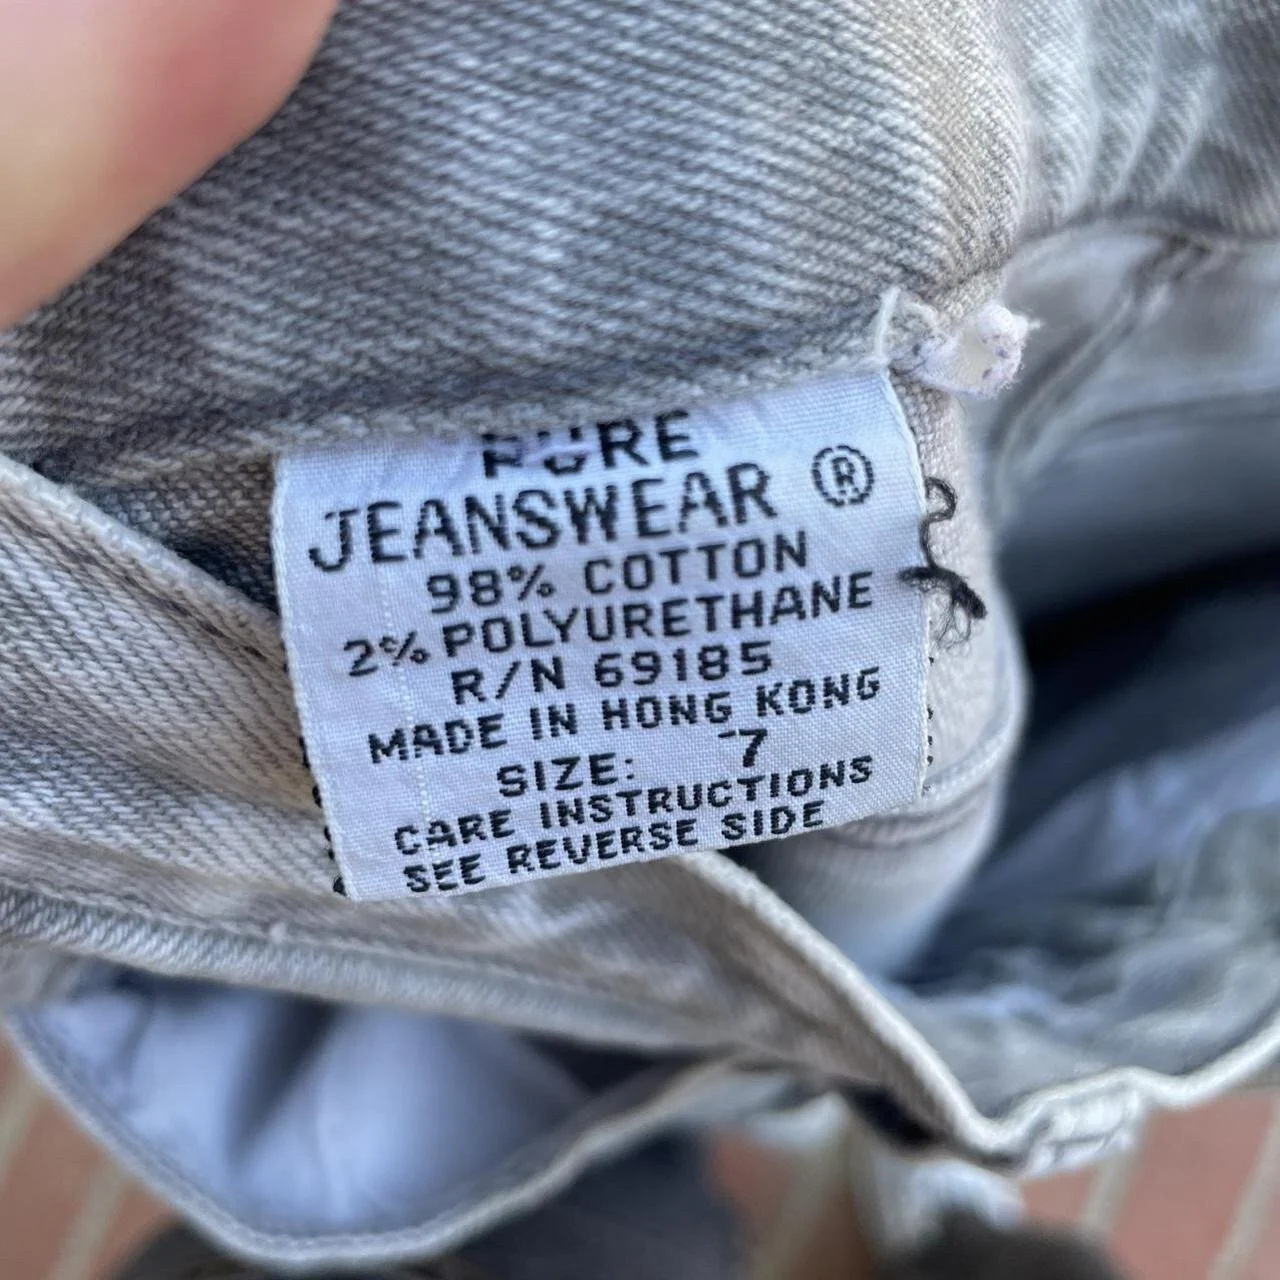 PURE
JEANSWEAR ®
98% COTTON
2% POLYURETHANE
R/N 69185
MADE IN HONG KONG
SIZE: 7
CARE INSTRUCTIONS
SEE REVERSE SIDE